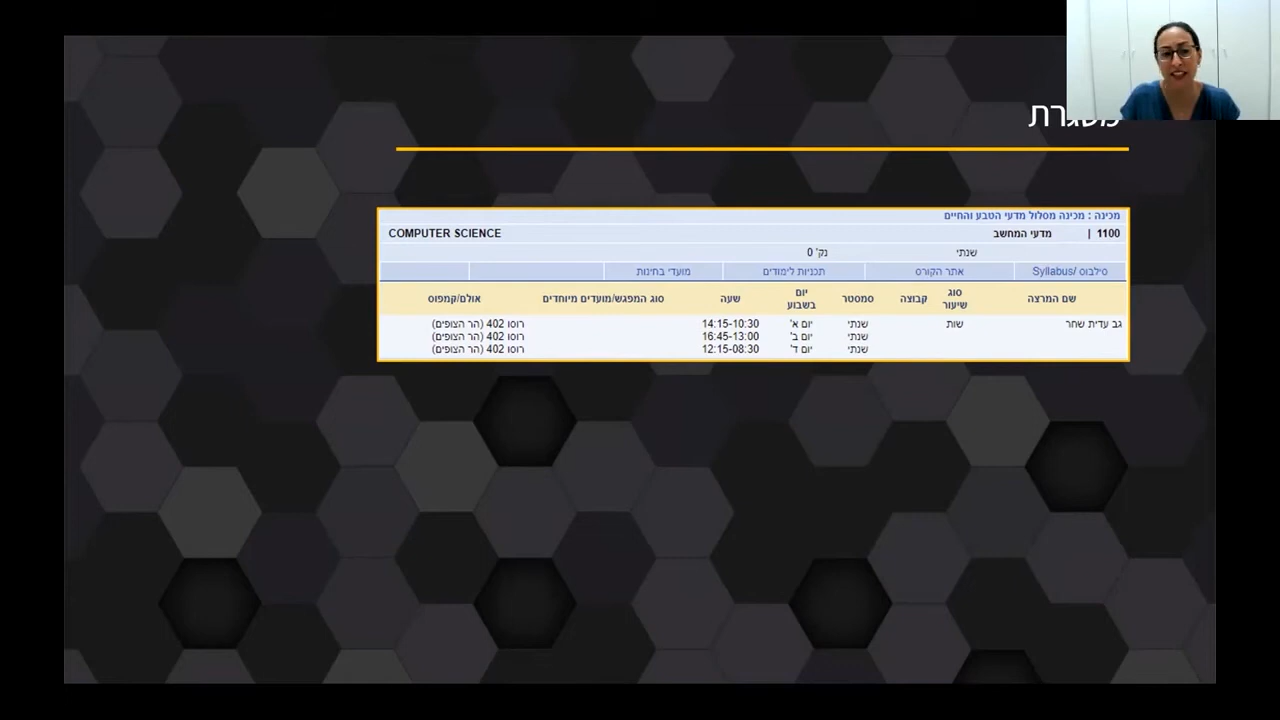 מסגרת
מכינה : מכינה מסלול מדעי הטבע והחיים
1100 | מדעי המחשב COMPUTER SCIENCE
שנתי נק' 0
סילבוס /Syllabus אתר הקורס תכניות לימודים מועדי בחינות
שם המרצה סוג שיעור קבוצה סמסטר יום בשבוע שעה סוג המפגש/מועדים מיוחדים אולם/קמפוס
גב עדית שחר שות שנתי יום א' 14:15-10:30 רוסו 402 (הר הצופים)
שנתי יום ב' 16:45-13:00 רוסו 402 (הר הצופים)
שנתי יום ד' 12:15-08:30 רוסו 402 (הר הצופים)